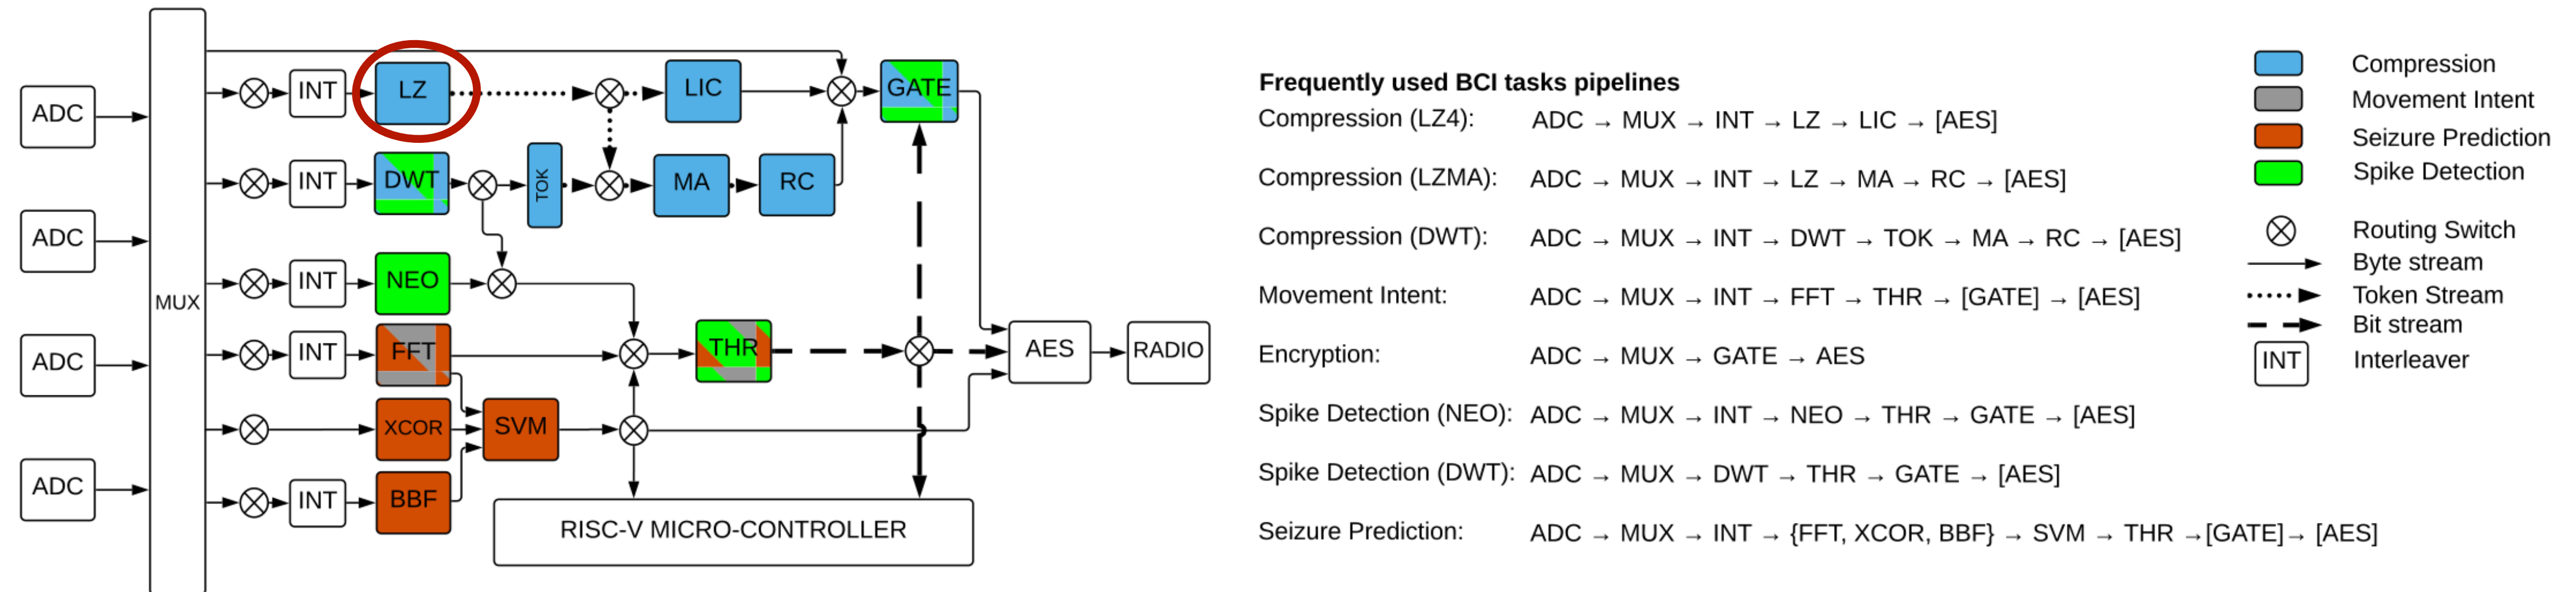 ADC
ADC
ADC
ADC
MUX
INT
LZ
LIC
GATE
INT
DWT
TOK
MA
RC
INT
NEO
INT
FFT
THR
AES
RADIO
XCOR
SVM
INT
BBF
RISC-V MICRO-CONTROLLER
Frequently used BCI tasks pipelines
Compression (LZ4): ADC → MUX → INT → LZ → LIC → [AES]
Compression (LZMA): ADC → MUX → INT → LZ → MA → RC → [AES]
Compression (DWT): ADC → MUX → INT → DWT → TOK → MA → RC → [AES]
Movement Intent: ADC → MUX → INT → FFT → THR → [GATE] → [AES]
Encryption: ADC → MUX → GATE → AES
Spike Detection (NEO): ADC → MUX → INT → NEO → THR → GATE → [AES]
Spike Detection (DWT): ADC → MUX → DWT → THR → GATE → [AES]
Seizure Prediction: ADC → MUX → INT → {FFT, XCOR, BBF} → SVM → THR →[GATE]→ [AES]
Compression
Movement Intent
Seizure Prediction
Spike Detection
Routing Switch
Byte stream
Token Stream
Bit stream
INT Interleaver